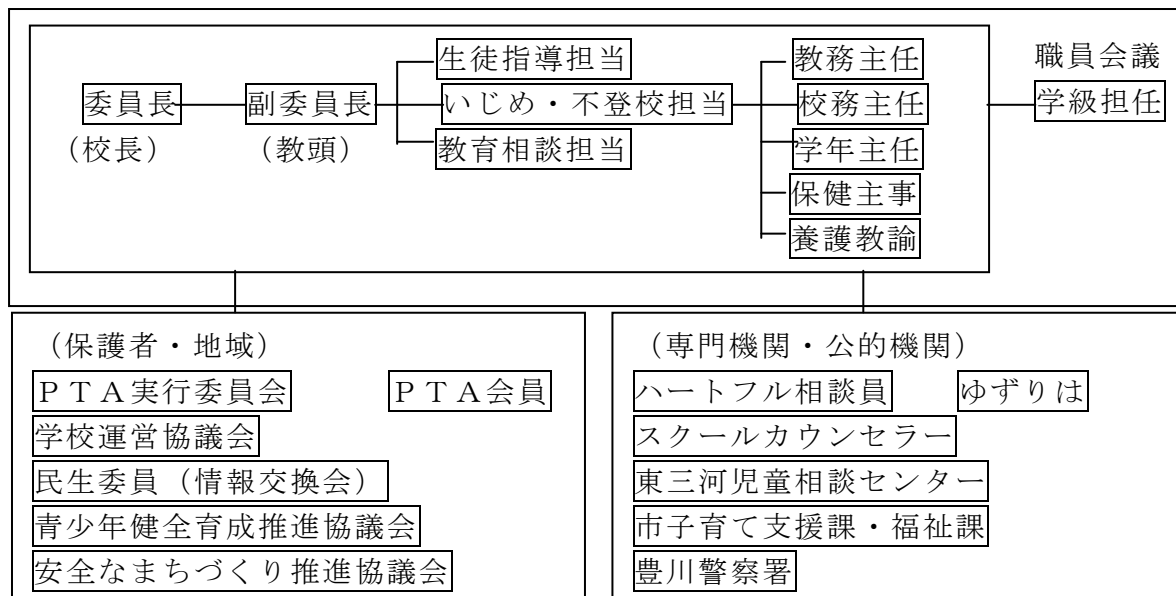 生徒指導担当 教務主任 職員会議
委員長 副委員長 いじめ・不登校担当 校務主任 学級担任
（校長） （教頭） 教育相談担当 学年主任
保健主事
養護教諭
（保護者・地域）
ＰＴＡ実行委員会 ＰＴＡ会員
学校運営協議会
民生委員（情報交換会）
青少年健全育成推進協議会
安全なまちづくり推進協議会
（専門機関・公的機関）
ハートフル相談員 ゆずりは
スクールカウンセラー
東三河児童相談センター
市子育て支援課・福祉課
豊川警察署